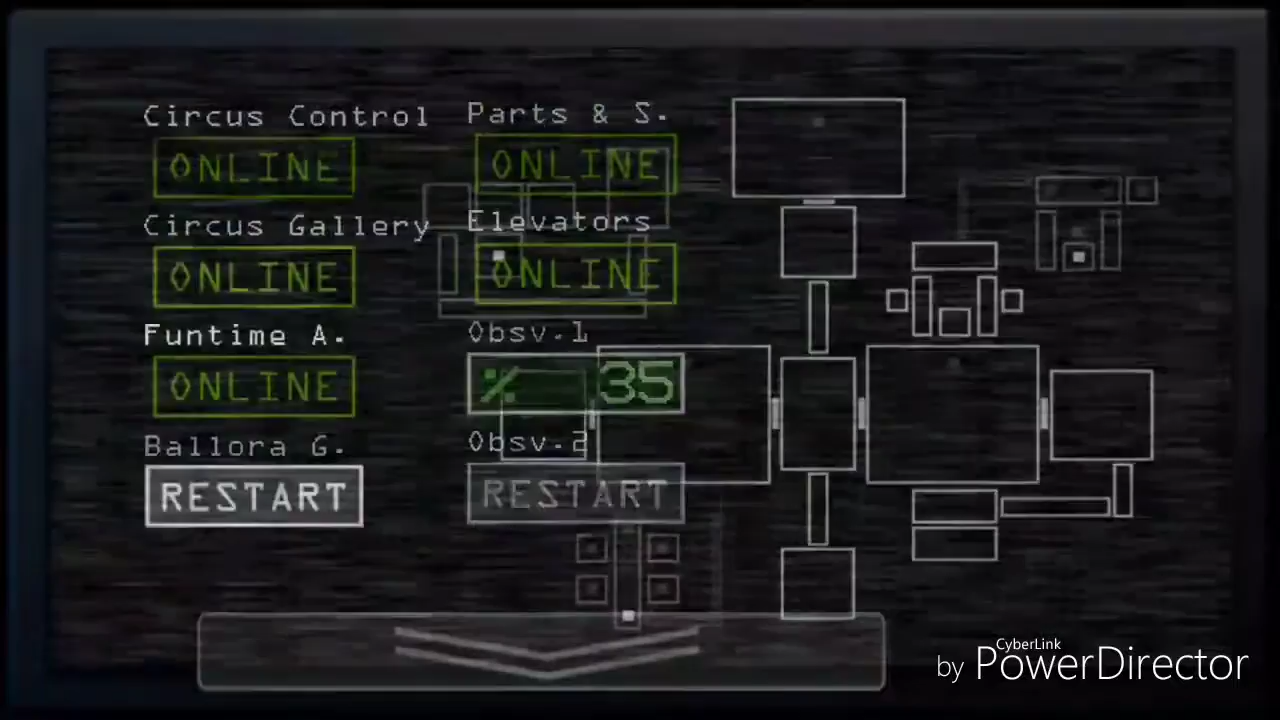 Circus Control
ONLINE
Circus Gallery
ONLINE
Funtime A.
ONLINE
Ballora G.
RESTART
Parts & S.
ONLINE
Elevators
ONLINE
Obsv.1
% 35
Obsv.2
RESTART
CyberLink
by PowerDirector